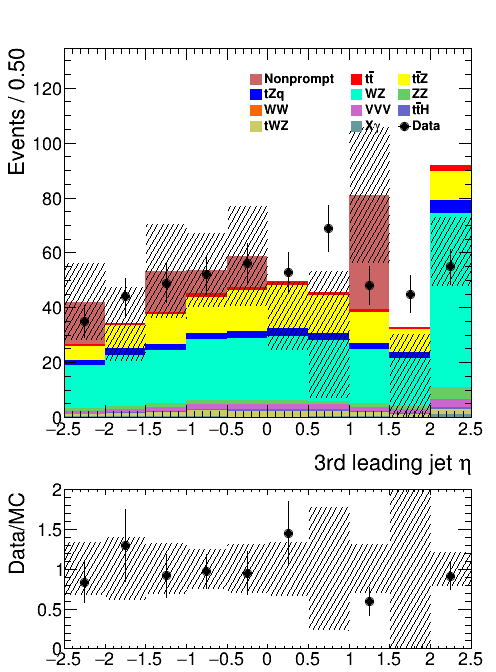 140
120
100
80
60
40
20
0
Events / 0.50
Nonprompt tt̄ tt̄Z
tZq WZ ZZ
WW VVV tt̄H
tWZ Xγ Data
−2.5 −2 −1.5 −1 −0.5 0 0.5 1 1.5 2 2.5
3rd leading jet η
Data/MC
2
1.5
1
0.5
0
−2.5 −2 −1.5 −1 −0.5 0 0.5 1 1.5 2 2.5